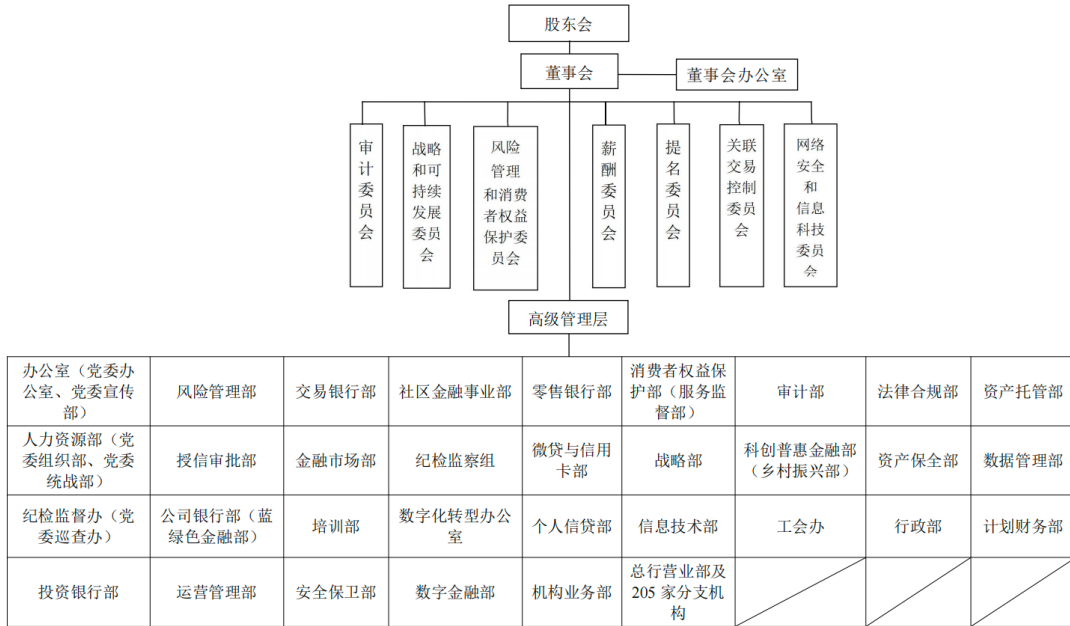 股东会
董事会
董事会办公室
审计委员会
战略
和可
持续
发展
委员
会
风险
管理
和消费
者权益
保护委
员会
薪酬委员会
提名委员会
关联
交易
控制
委员
会
网络
安全
和
信息
科技
委员
会
高级管理层
办公室（党委办
公室、党委宣传
部）
风险管理部
交易银行部
社区金融事业部
零售银行部
消费者权益保
护部（服务监
督部）
审计部
法律合规部
资产托管部
人力资源部（党
委组织部、党委
统战部）
授信审批部
金融市场部
纪检监察组
微贷与信用
卡部
战略部
科创普惠金融部
（乡村振兴部）
资产保全部
数据管理部
纪检监督办（党
委巡查办）
公司银行部（蓝
绿色金融部）
培训部
数字化转型办公
室
个人信贷部
信息技术部
工会办
行政部
计划财务部
投资银行部
运营管理部
安全保卫部
数字金融部
机构业务部
总行营业部及
205 家分支机
构